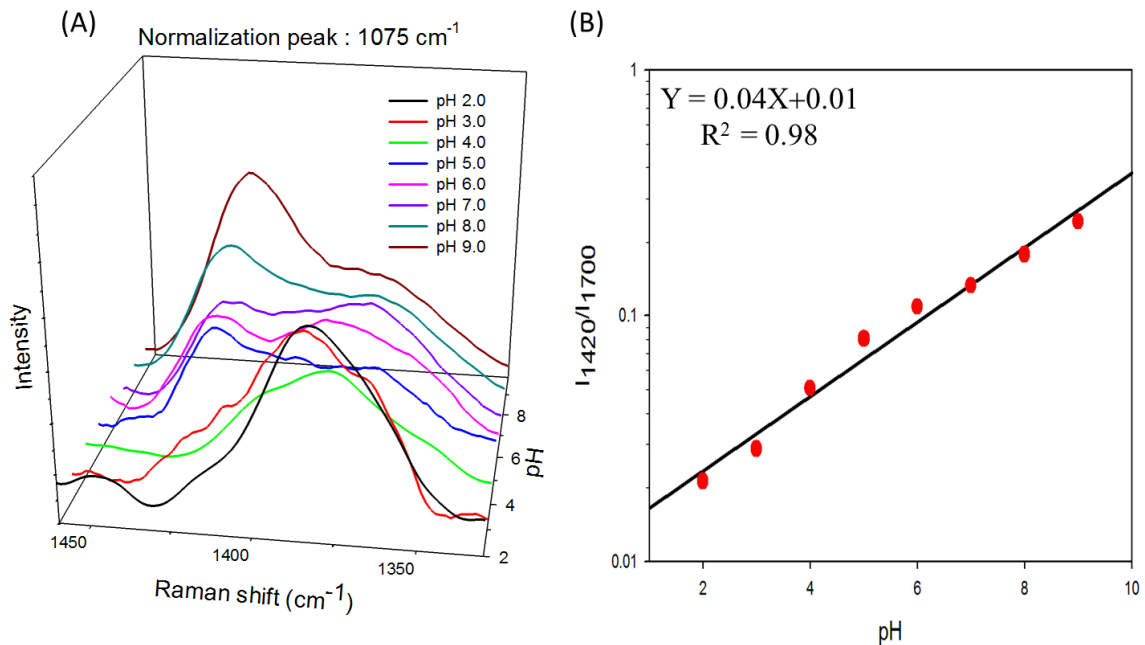 (A)
Normalization peak : 1075 cm⁻¹
pH 2.0
pH 3.0
pH 4.0
pH 5.0
pH 6.0
pH 7.0
pH 8.0
pH 9.0
Intensity
1450
1400
1350
Raman shift (cm⁻¹)
2
4
6
8
pH
(B)
Y = 0.04X+0.01
R² = 0.98
1
0.1
0.01
I1420/I1700
2
4
6
8
10
pH